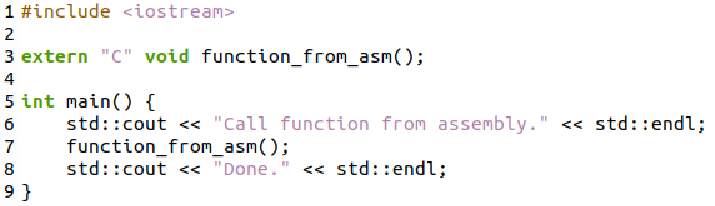 1 #include <iostream>
2
3 extern "C" void function_from_asm();
4
5 int main() {
6     std::cout << "Call function from assembly." << std::endl;
7     function_from_asm();
8     std::cout << "Done." << std::endl;
9 }